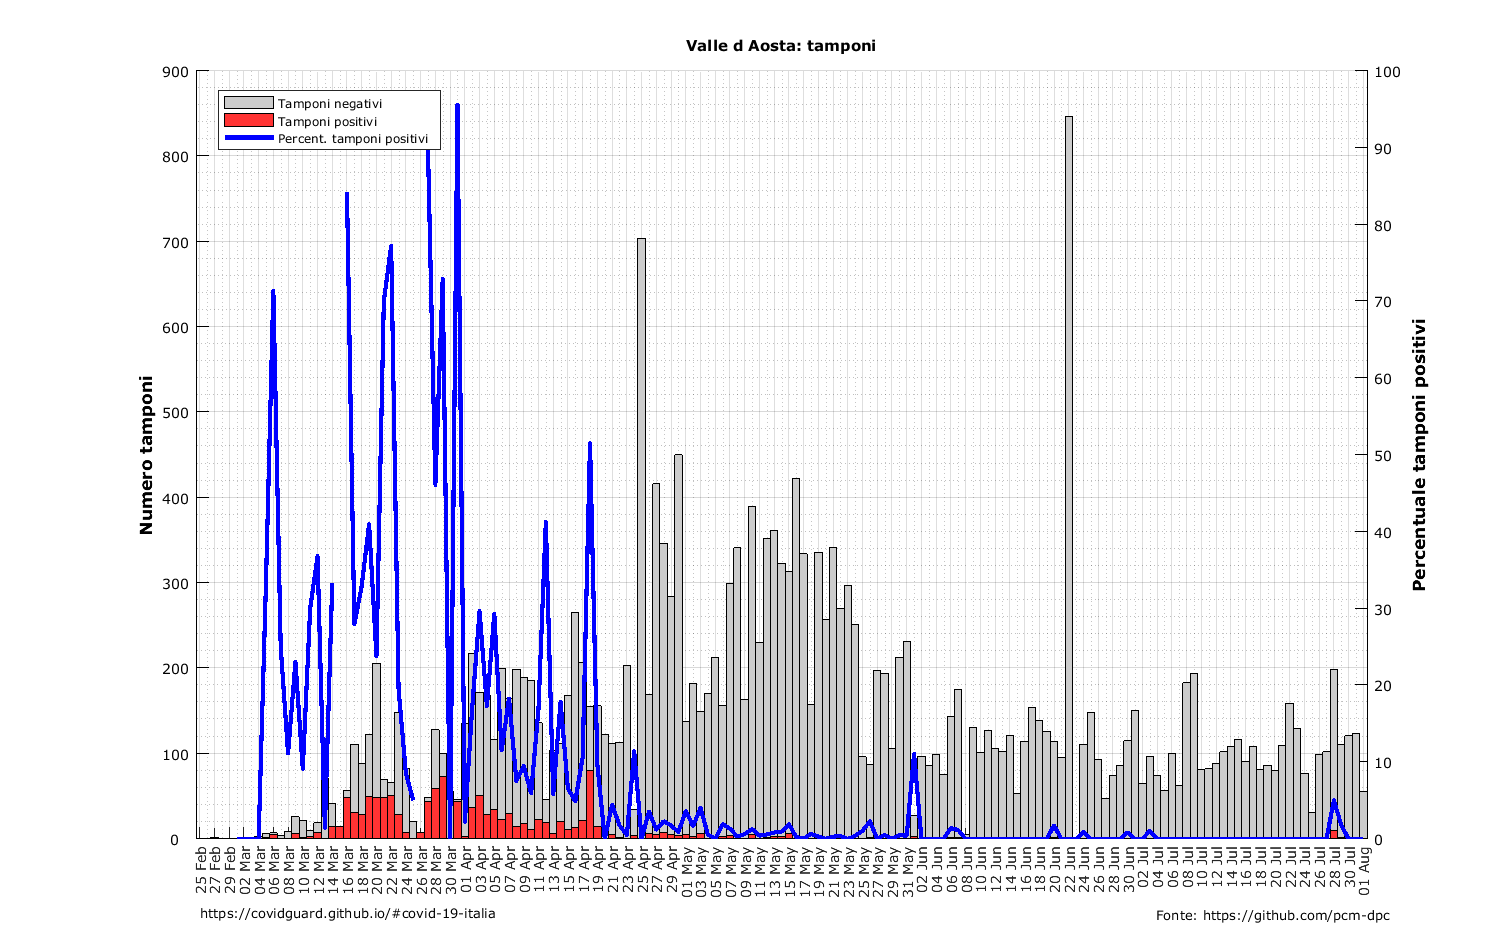 Valle d Aosta: tamponi
Tamponi negativi
Tamponi positivi
Percent. tamponi positivi
Numero tamponi
900
800
700
600
500
400
300
200
100
0
100
90
80
70
60
50
40
30
20
10
0
Percentuale tamponi positivi
25 Feb
27 Feb
29 Feb
02 Mar
04 Mar
06 Mar
08 Mar
10 Mar
12 Mar
14 Mar
16 Mar
18 Mar
20 Mar
22 Mar
24 Mar
26 Mar
28 Mar
30 Mar
01 Apr
03 Apr
05 Apr
07 Apr
09 Apr
11 Apr
13 Apr
15 Apr
17 Apr
19 Apr
21 Apr
23 Apr
25 Apr
27 Apr
29 Apr
01 May
03 May
05 May
07 May
09 May
11 May
13 May
15 May
17 May
19 May
21 May
23 May
25 May
27 May
29 May
31 May
02 Jun
04 Jun
06 Jun
08 Jun
10 Jun
12 Jun
14 Jun
16 Jun
18 Jun
20 Jun
22 Jun
24 Jun
26 Jun
28 Jun
30 Jun
02 Jul
04 Jul
06 Jul
08 Jul
10 Jul
12 Jul
14 Jul
16 Jul
18 Jul
20 Jul
22 Jul
24 Jul
26 Jul
28 Jul
30 Jul
01 Aug
https://covidguard.github.io/#covid-19-italia
Fonte: https://github.com/pcm-dpc